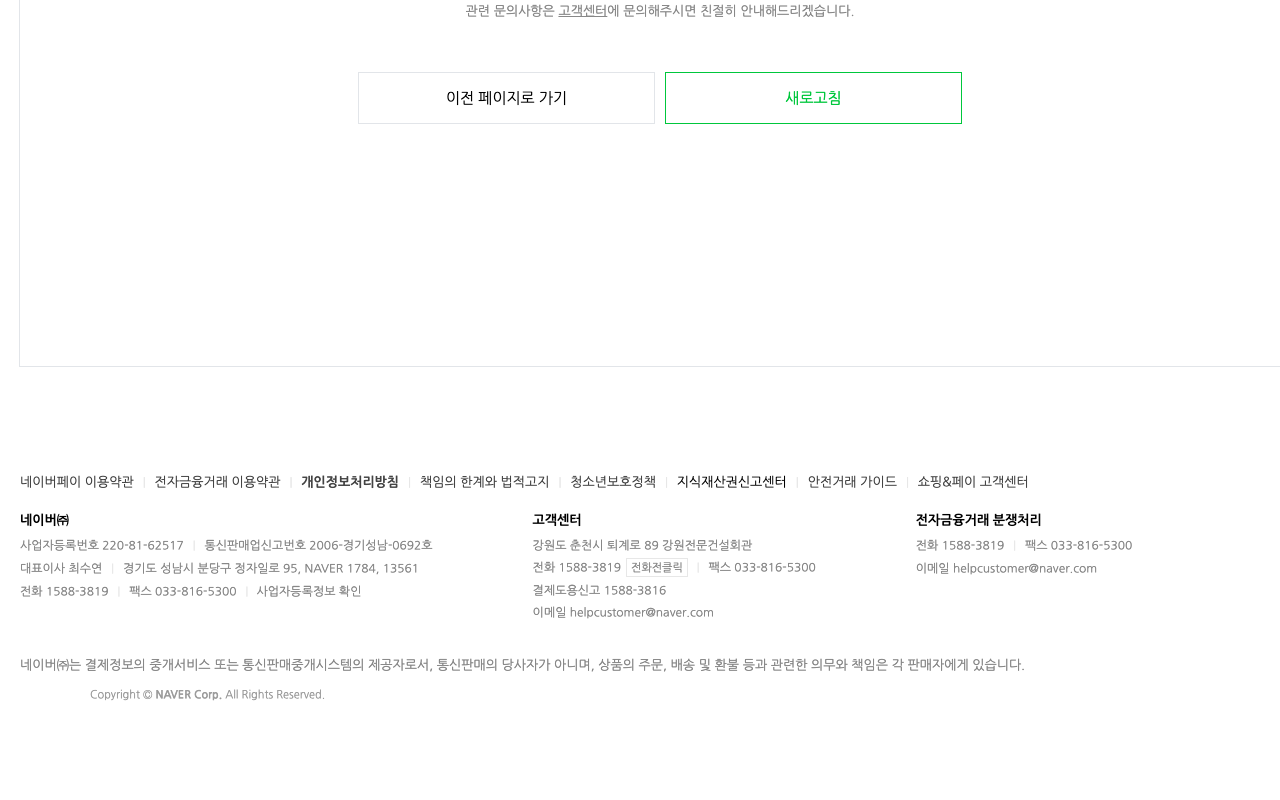 관련 문의사항은 고객센터에 문의해주시면 친절히 안내해드리겠습니다.
이전 페이지로 가기
새로고침
네이버페이 이용약관 | 전자금융거래 이용약관 | 개인정보처리방침 | 책임의 한계와 법적고지 | 청소년보호정책 | 지식재산권신고센터 | 안전거래 가이드 | 쇼핑&페이 고객센터
네이버㈜
사업자등록번호 220-81-62517 | 통신판매업신고번호 2006-경기성남-0692호
대표이사 최수연 | 경기도 성남시 분당구 정자일로 95, NAVER 1784, 13561
전화 1588-3819 | 팩스 033-816-5300 | 사업자등록정보 확인
고객센터
강원도 춘천시 퇴계로 89 강원전문건설회관
전화 1588-3819 전화전클릭 | 팩스 033-816-5300
결제도용신고 1588-3816
이메일 helpcustomer@naver.com
전자금융거래 분쟁처리
전화 1588-3819 | 팩스 033-816-5300
이메일 helpcustomer@naver.com
네이버㈜는 결제정보의 중개서비스 또는 통신판매중개시스템의 제공자로서, 통신판매의 당사자가 아니며, 상품의 주문, 배송 및 환불 등과 관련한 의무와 책임은 각 판매자에게 있습니다.
Copyright © NAVER Corp. All Rights Reserved.